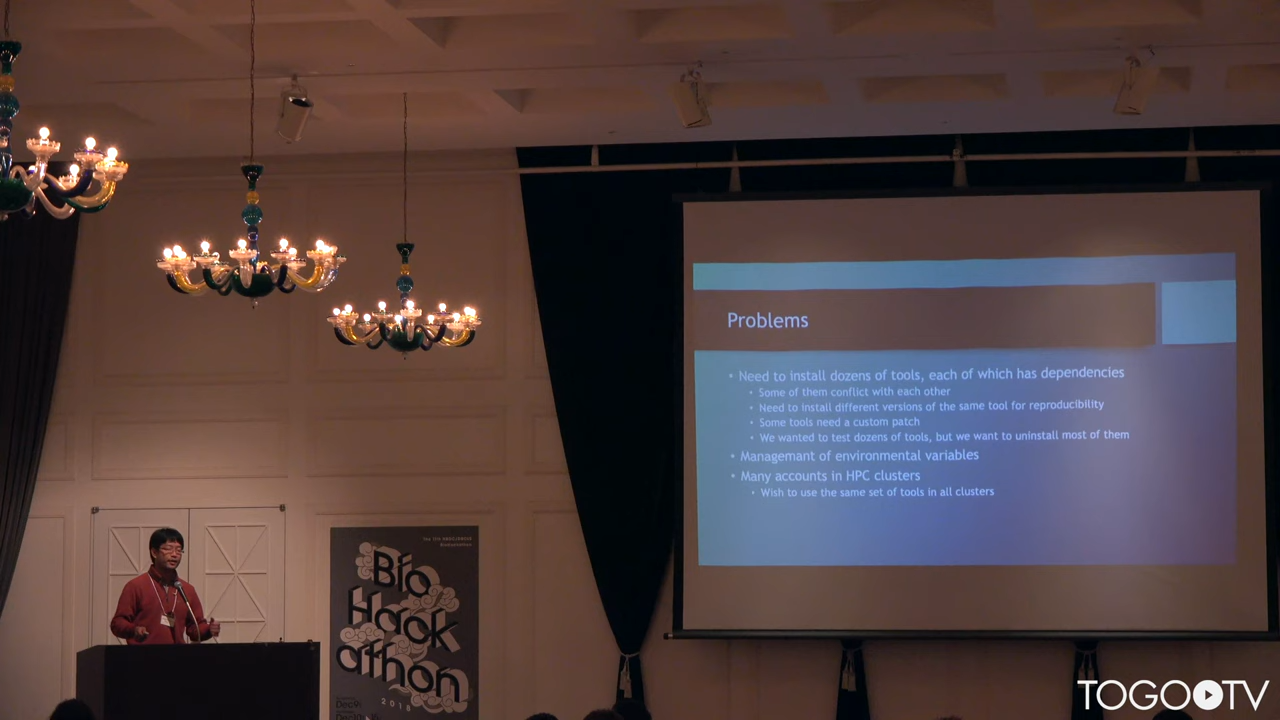 Problems
• Need to install dozens of tools, each of which has dependencies
• Some of them conflict with each other
• Need to install different versions of the same tool for reproducibility
• Some tools need a custom patch
• We wanted to test dozens of tools, but we want to uninstall most of them
• Managemant of environmental variables
• Many accounts in HPC clusters
• Wish to use the same set of tools in all clusters
Bio
Hack
athon
2018
TOGOTV